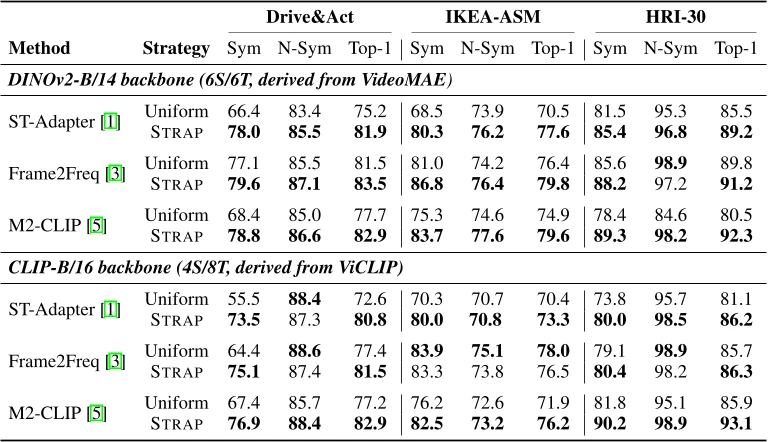 Drive&Act IKEA-ASM HRI-30
Method Strategy Sym N-Sym Top-1 Sym N-Sym Top-1 Sym N-Sym Top-1
DINOv2-B/14 backbone (6S/6T, derived from VideoMAE)
ST-Adapter [1] Uniform 66.4 83.4 75.2 68.5 73.9 70.5 81.5 95.3 85.5
STRAP 78.0 85.5 81.9 80.3 76.2 77.6 85.4 96.8 89.2
Frame2Freq [3] Uniform 77.1 85.5 81.5 81.0 74.2 76.4 85.6 98.9 89.8
STRAP 79.6 87.1 83.5 86.8 76.4 79.8 88.2 97.2 91.2
M2-CLIP [5] Uniform 68.4 85.0 77.7 75.3 74.6 74.9 78.4 84.6 80.5
STRAP 78.8 86.6 82.9 83.7 77.6 79.6 89.3 98.2 92.3
CLIP-B/16 backbone (4S/8T, derived from ViCLIP)
ST-Adapter [1] Uniform 55.5 88.4 72.6 70.3 70.7 70.4 73.8 95.7 81.1
STRAP 73.5 87.3 80.8 80.0 70.8 73.3 80.0 98.5 86.2
Frame2Freq [3] Uniform 64.4 88.6 77.4 83.9 75.1 78.0 79.1 98.9 85.7
STRAP 75.1 87.4 81.5 83.3 73.8 76.5 80.4 98.2 86.3
M2-CLIP [5] Uniform 67.4 85.7 77.2 76.2 72.6 71.9 81.8 95.1 85.9
STRAP 76.9 88.4 82.9 82.5 73.2 76.2 90.2 98.9 93.1